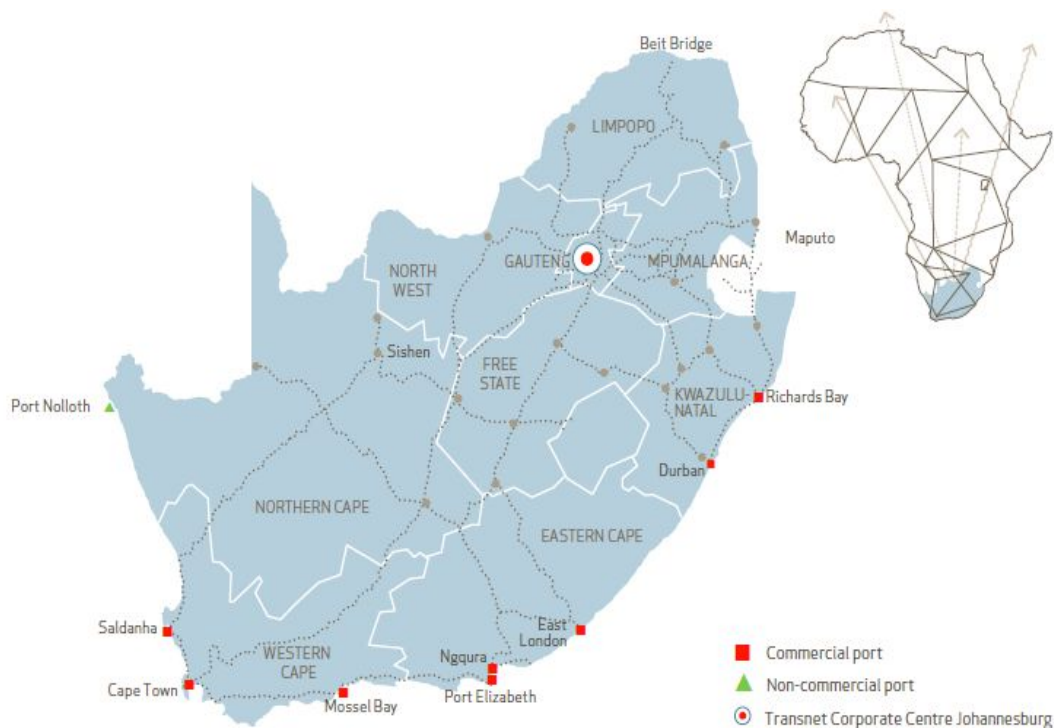 Beit Bridge
LIMPOPO
Maputo
GAUTENG
MPUMALANGA
NORTH
WEST
Sishen
FREE
STATE
KWAZULU-
NATAL
Richards Bay
Port Nolloth
Durban
NORTHERN CAPE
EASTERN CAPE
Saldanha
East
London
WESTERN
CAPE
Ngqura
Cape Town
Mossel Bay
Port Elizabeth
Commercial port
Non-commercial port
Transnet Corporate Centre Johannesburg